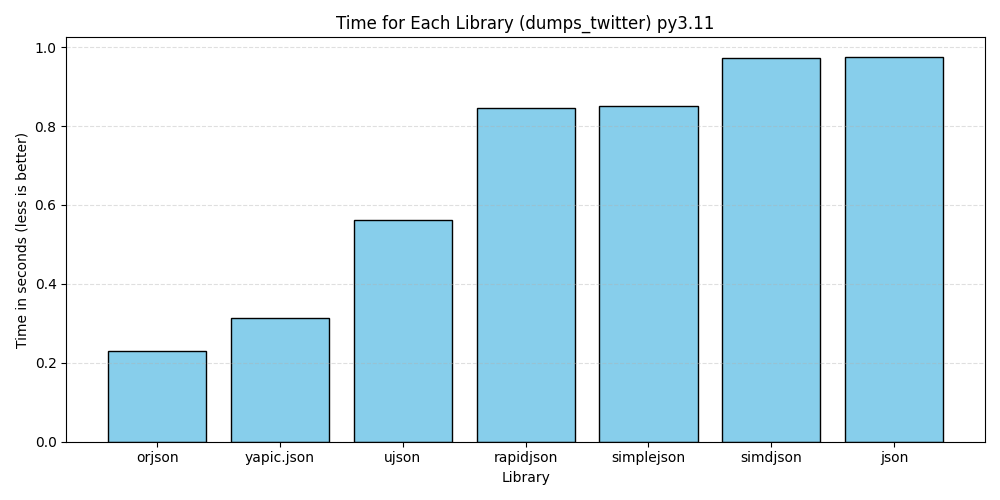 Time for Each Library (dumps_twitter) py3.11
Time in seconds (less is better)
1.0
0.8
0.6
0.4
0.2
0.0
orjson
yapic.json
ujson
rapidjson
simplejson
simdjson
json
Library